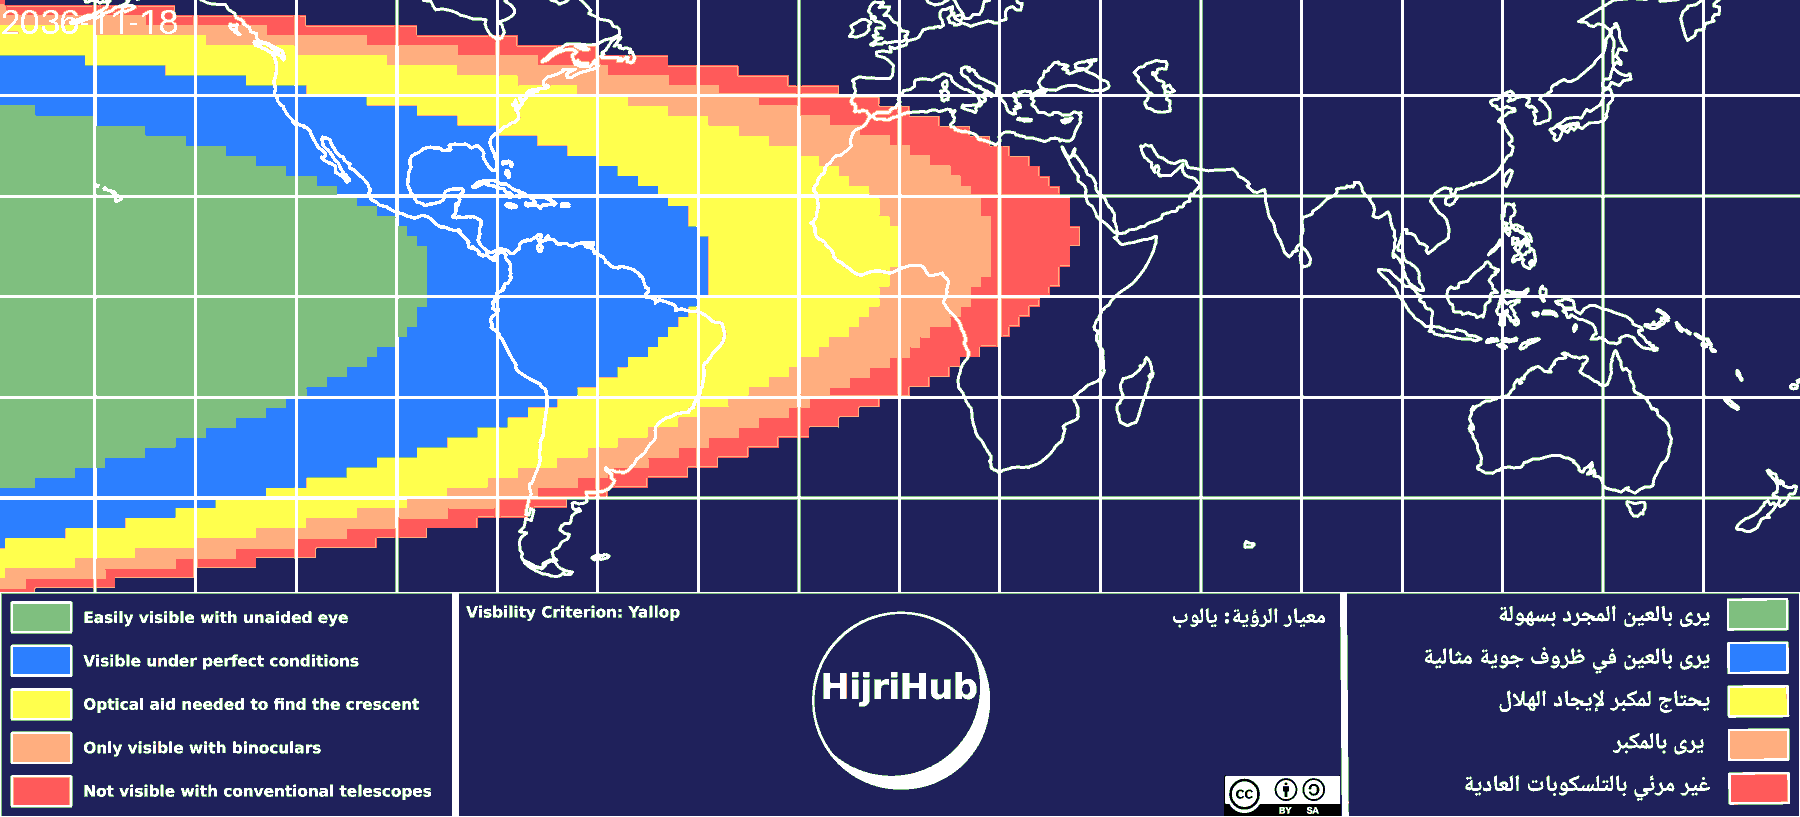 2036-11-18
Easily visible with unaided eye
Visible under perfect conditions
Optical aid needed to find the crescent
Only visible with binoculars
Not visible with conventional telescopes
Visbility Criterion: Yallop
معيار الرؤية: يالوب
HijriHub
cc
BY SA
يرى بالعين المجرد بسهولة
يرى بالعين في ظروف جوية مثالية
يحتاج لمكبر لإيجاد الهلال
يرى بالمكبر
غير مرئي بالتلسكوبات العادية